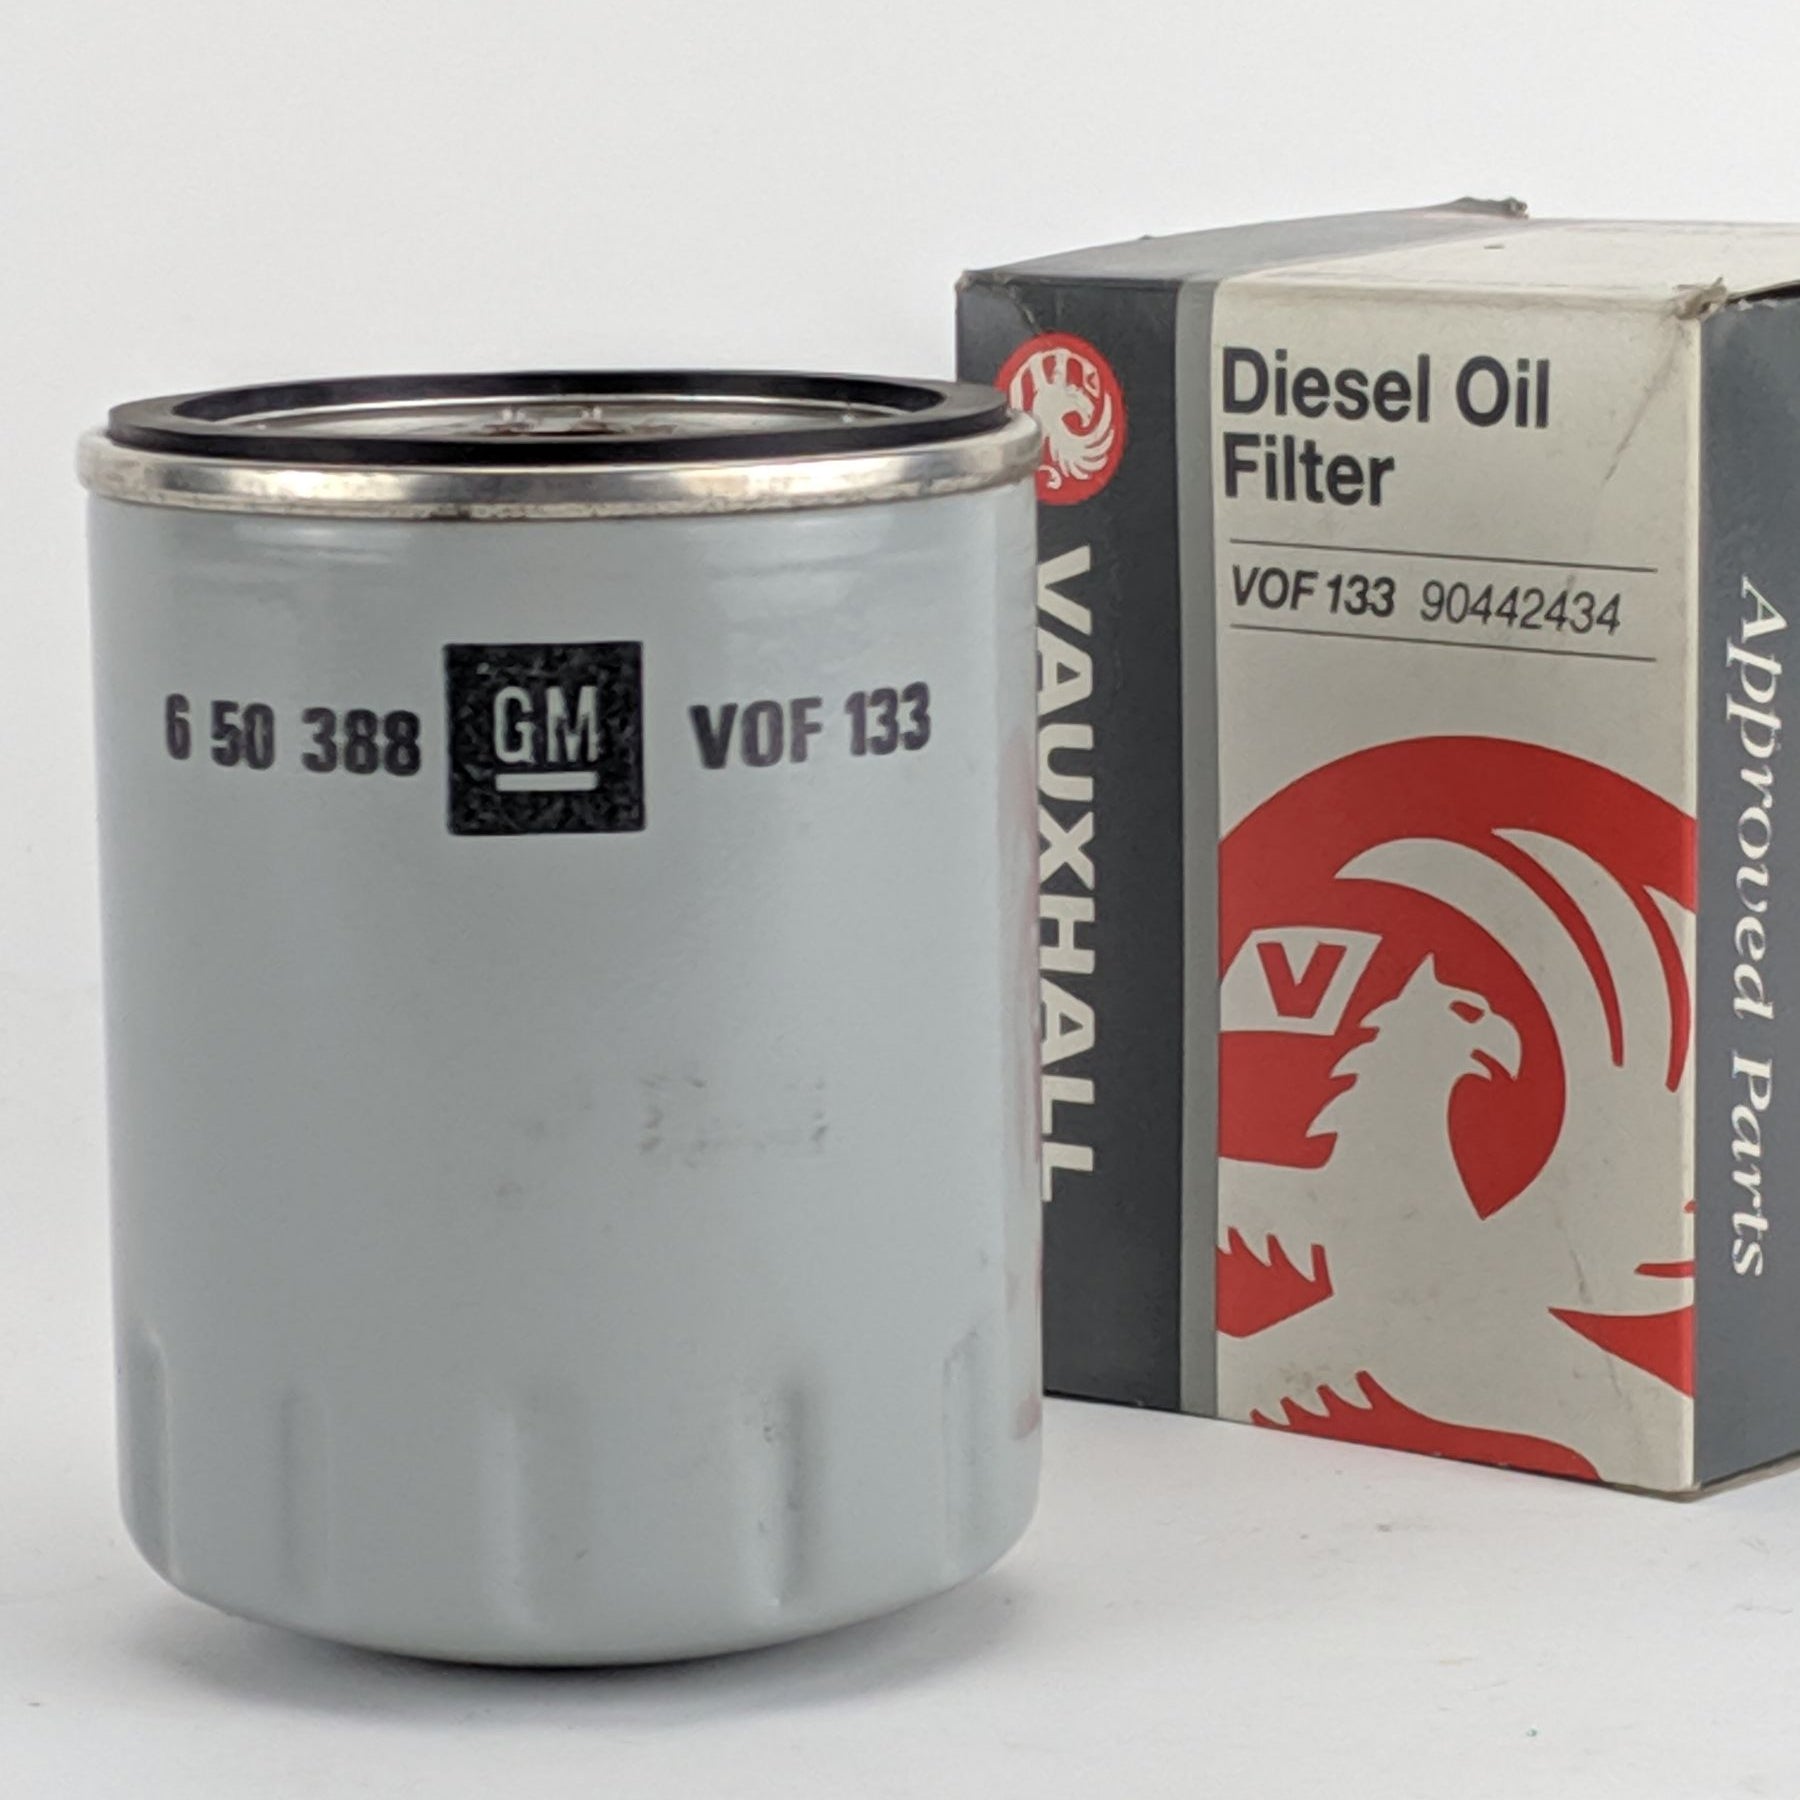 6 50 388 GM VOF 133
Diesel Oil
Filter
VOF 133 90442434
VAUXHALL
V
Approved Parts